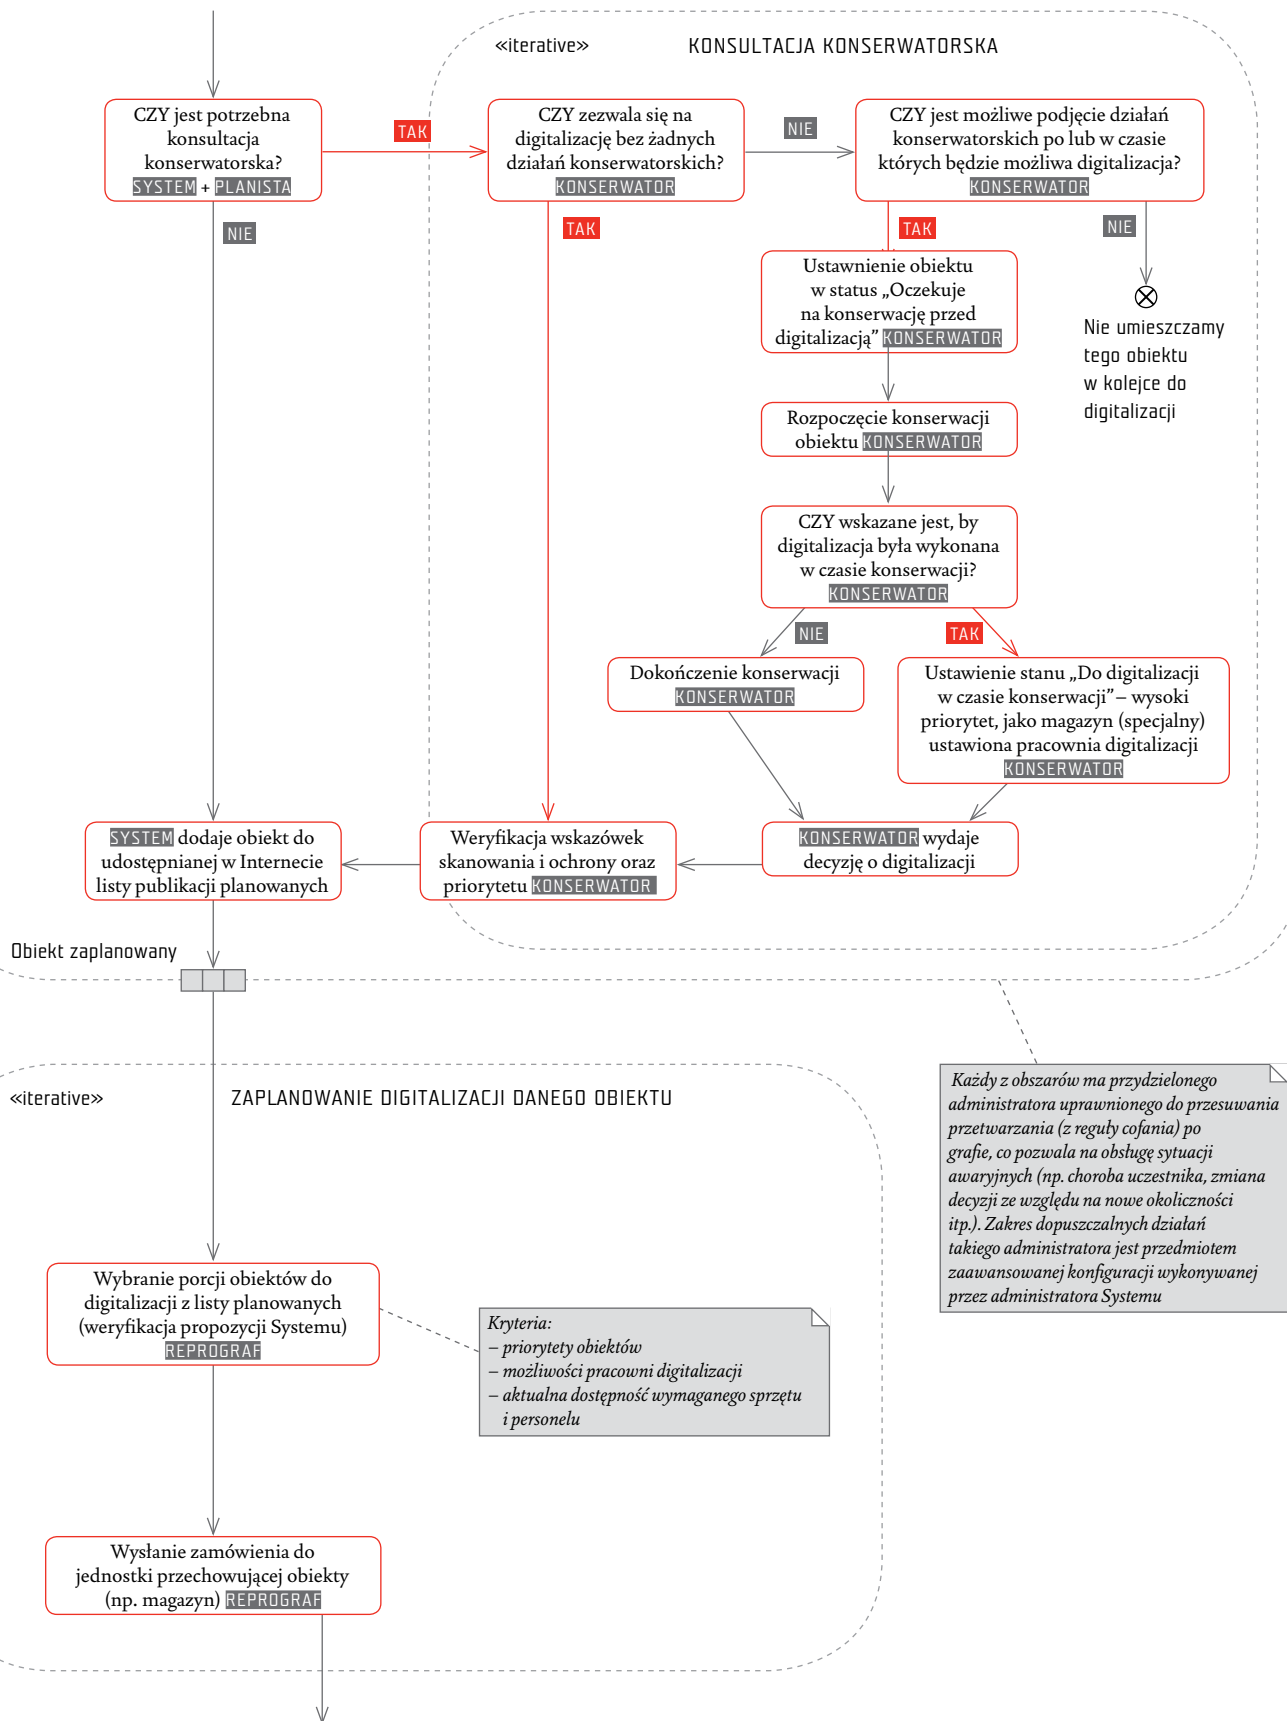 «iterative»
KONSULTACJA KONSERWATORSKA
CZY jest potrzebna
konsultacja
konserwatorska?
SYSTEM + PLANISTA
TAK
CZY zezwala się na
digitalizację bez żadnych
działań konserwatorskich?
KONSERWATOR
NIE
CZY jest możliwe podjęcie działań
konserwatorskich po lub w czasie
których będzie możliwa digitalizacja?
KONSERWATOR
NIE
TAK
TAK
NIE
Ustawnienie obiektu
w status „Oczekuje
na konserwację przed
digitalizacją” KONSERWATOR
Nie umieszczamy
tego obiektu
w kolejce do
digitalizacji
Rozpoczęcie konserwacji
obiektu KONSERWATOR
CZY wskazane jest, by
digitalizacja była wykonana
w czasie konserwacji?
KONSERWATOR
NIE
TAK
Dokończenie konserwacji
KONSERWATOR
Ustawienie stanu „Do digitalizacji
w czasie konserwacji” – wysoki
priorytet, jako magazyn (specjalny)
ustawiona pracownia digitalizacji
KONSERWATOR
SYSTEM dodaje obiekt do
udostępnianej w Internecie
listy publikacji planowanych
Weryfikacja wskazówek
skanowania i ochrony oraz
priorytetu KONSERWATOR
KONSERWATOR wydaje
decyzję o digitalizacji
Obiekt zaplanowany
«iterative»
ZAPLANOWANIE DIGITALIZACJI DANEGO OBIEKTU
Każdy z obszarów ma przydzielonego
administratora uprawnionego do przesuwania
przetwarzania (z reguły cofania) po
grafie, co pozwala na obsługę sytuacji
awaryjnych (np. choroba uczestnika, zmiana
decyzji ze względu na nowe okoliczności
itp.). Zakres dopuszczalnych działań
takiego administratora jest przedmiotem
zaawansowanej konfiguracji wykonywanej
przez administratora Systemu
Wybranie porcji obiektów do
digitalizacji z listy planowanych
(weryfikacja propozycji Systemu)
REPROGRAF
Kryteria:
– priorytety obiektów
– możliwości pracowni digitalizacji
– aktualna dostępność wymaganego sprzętu
i personelu
Wysłanie zamówienia do
jednostki przechowującej obiekty
(np. magazyn) REPROGRAF